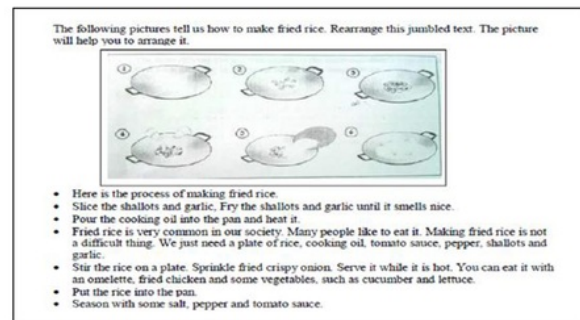 The following pictures tell us how to make fried rice. Rearrange this jumbled text. The picture
will help you to arrange it.
1 2 3
4 5 6
• Here is the process of making fried rice.
• Slice the shallots and garlic, Fry the shallots and garlic until it smells nice.
• Pour the cooking oil into the pan and heat it.
• Fried rice is very common in our society. Many people like to eat it. Making fried rice is not
a difficult thing. We just need a plate of rice, cooking oil, tomato sauce, pepper, shallots and
garlic.
• Stir the rice on a plate. Sprinkle fried crispy onion. Serve it while it is hot. You can eat it with
an omelette, fried chicken and some vegetables, such as cucumber and lettuce.
• Put the rice into the pan.
• Season with some salt, pepper and tomato sauce.